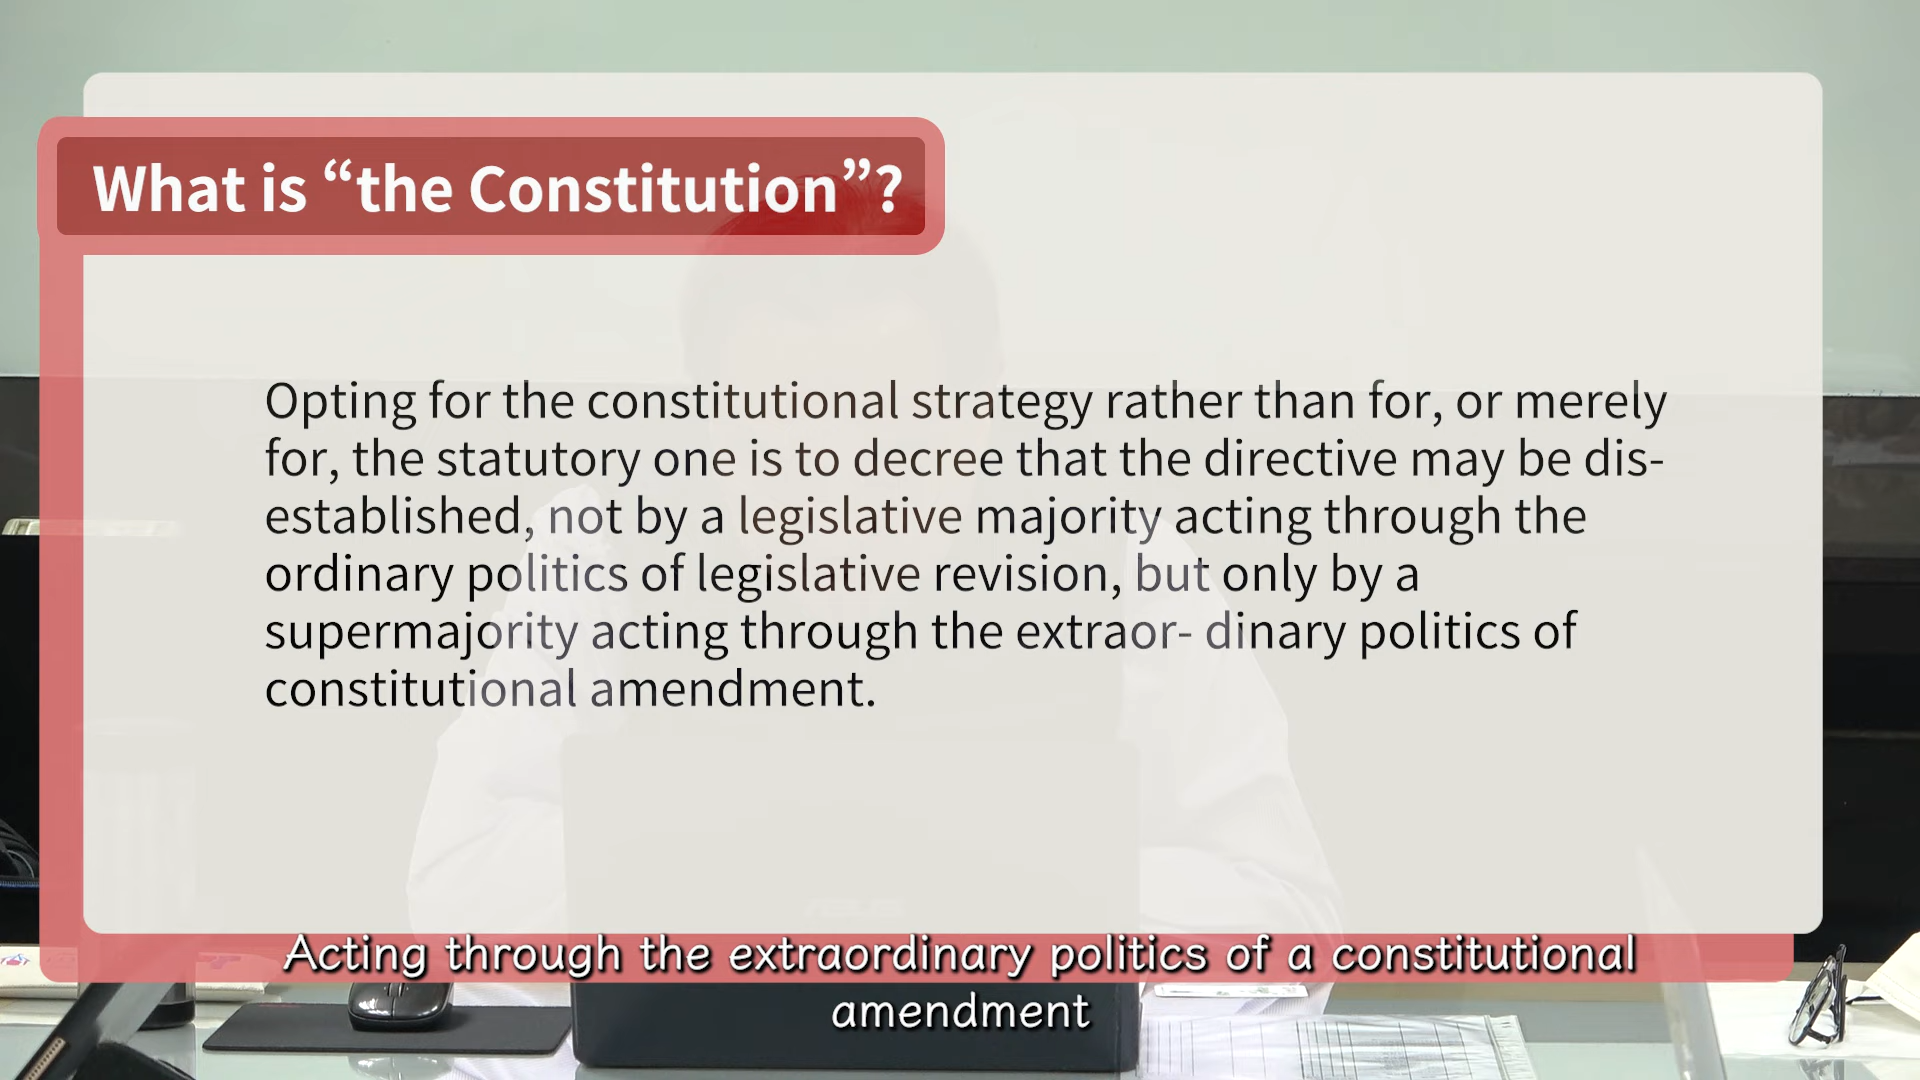 What is “the Constitution”?
Opting for the constitutional strategy rather than for, or merely
for, the statutory one is to decree that the directive may be dis-
established, not by a legislative majority acting through the
ordinary politics of legislative revision, but only by a
supermajority acting through the extraor- dinary politics of
constitutional amendment.
Acting through the extraordinary politics of a constitutional
amendment